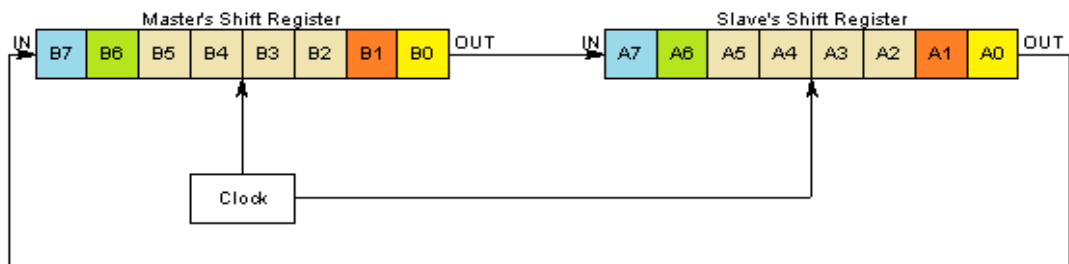 Master's Shift Register
Slave's Shift Register
IN B7 B6 B5 B4 B3 B2 B1 B0 OUT
IN A7 A6 A5 A4 A3 A2 A1 A0 OUT
Clock